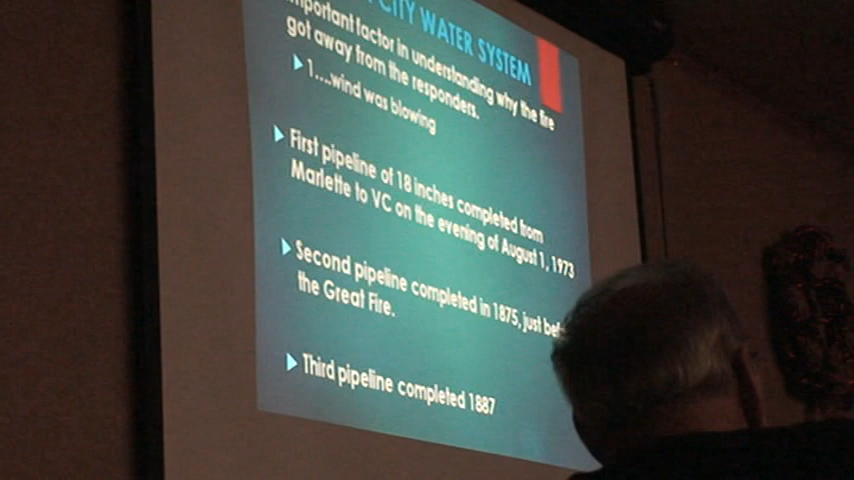 CITY WATER SYSTEM
important factor in understanding why the fire
got away from the responders.
1....wind was blowing
First pipeline of 18 inches completed from
Marlette to VC on the evening of August 1, 1973
Second pipeline completed in 1875, just bef
the Great Fire.
Third pipeline completed 1887